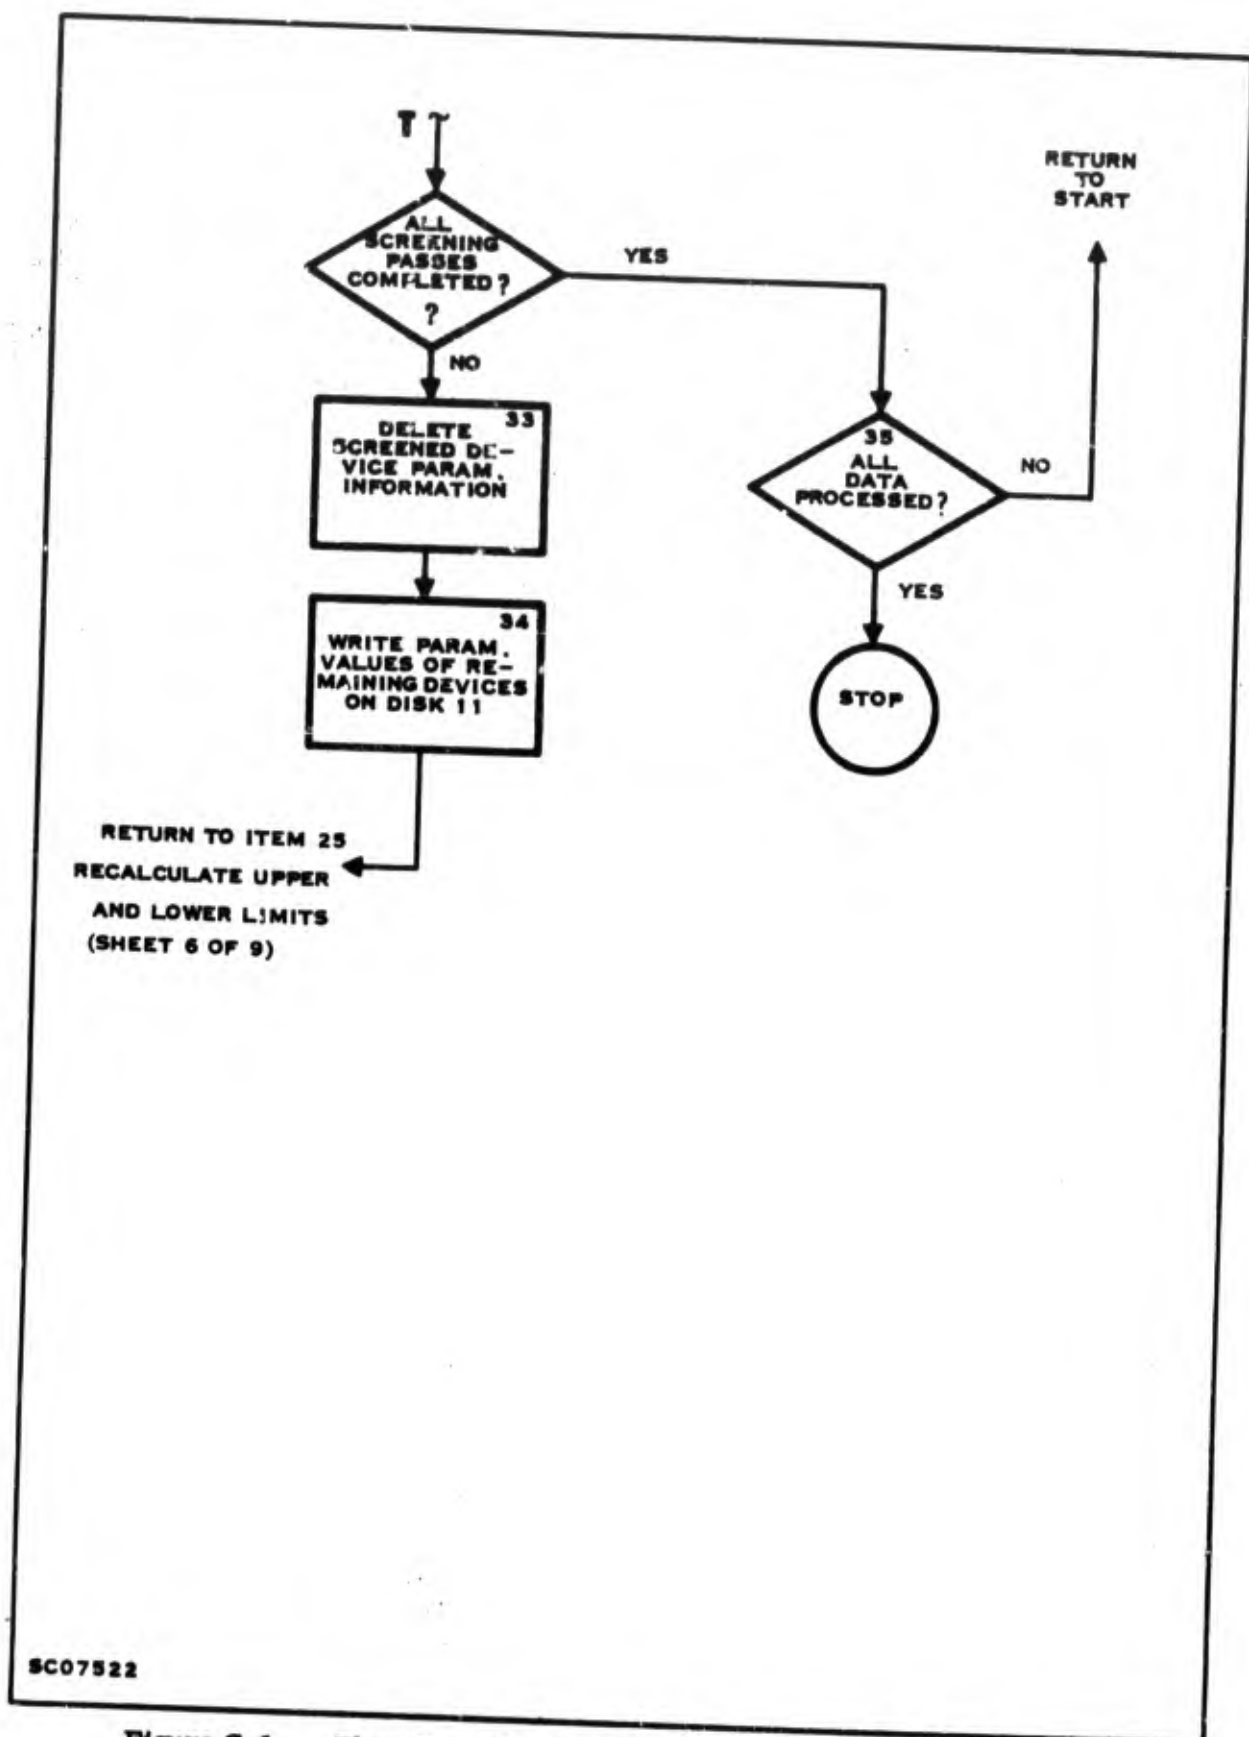 T
ALL
SCREENING
PASSES
COMPLETED?
?
YES
NO
RETURN
TO
START
33
DELETE
SCREENED DE-
VICE PARAM.
INFORMATION
34
WRITE PARAM.
VALUES OF RE-
MAINING DEVICES
ON DISK 11
RETURN TO ITEM 25
RECALCULATE UPPER
AND LOWER LIMITS
(SHEET 6 OF 9)
35
ALL
DATA
PROCESSED?
NO
YES
STOP
SC07522